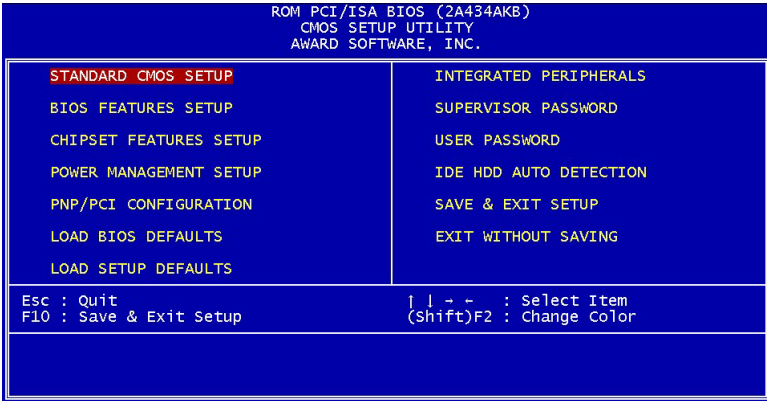 ROM PCI/ISA BIOS (2A434AKB)
CMOS SETUP UTILITY
AWARD SOFTWARE, INC.
STANDARD CMOS SETUP
BIOS FEATURES SETUP
CHIPSET FEATURES SETUP
POWER MANAGEMENT SETUP
PNP/PCI CONFIGURATION
LOAD BIOS DEFAULTS
LOAD SETUP DEFAULTS
INTEGRATED PERIPHERALS
SUPERVISOR PASSWORD
USER PASSWORD
IDE HDD AUTO DETECTION
SAVE & EXIT SETUP
EXIT WITHOUT SAVING
Esc : Quit
F10 : Save & Exit Setup
↑ ↓ → ← : Select Item
(Shift)F2 : Change Color